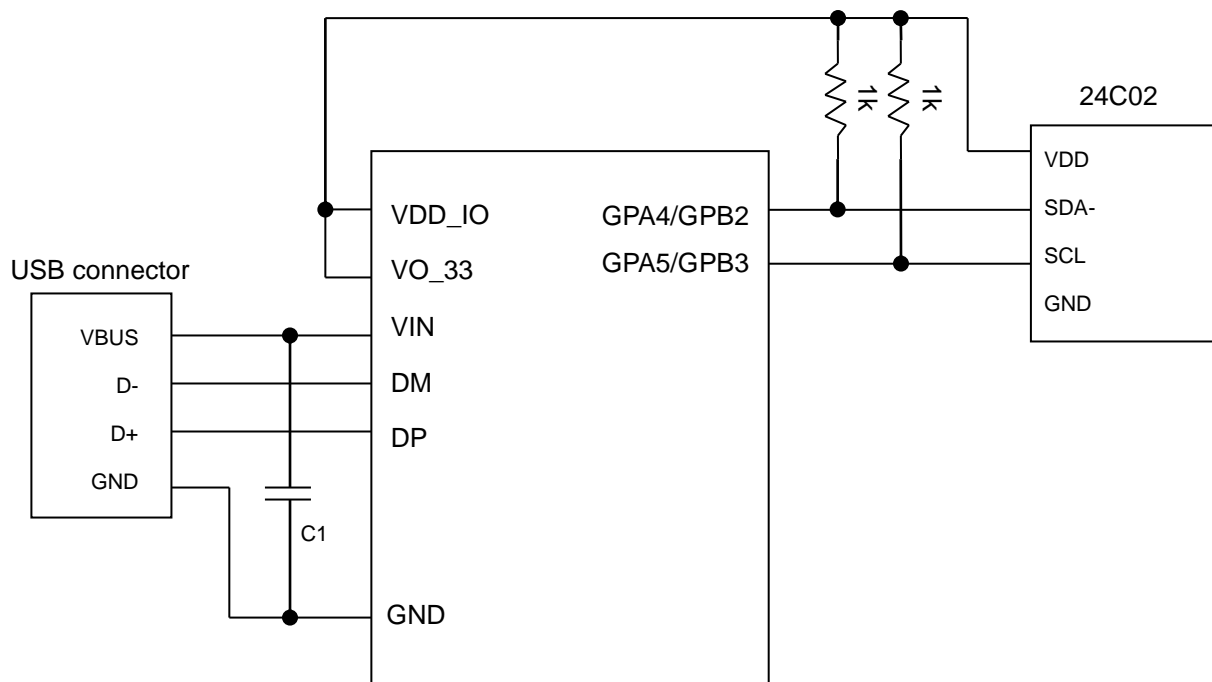 1k
1k
24C02
VDD
SDA-
SCL
GND
VDD_IO
VO_33
VIN
DM
DP
GND
GPA4/GPB2
GPA5/GPB3
USB connector
VBUS
D-
D+
GND
C1